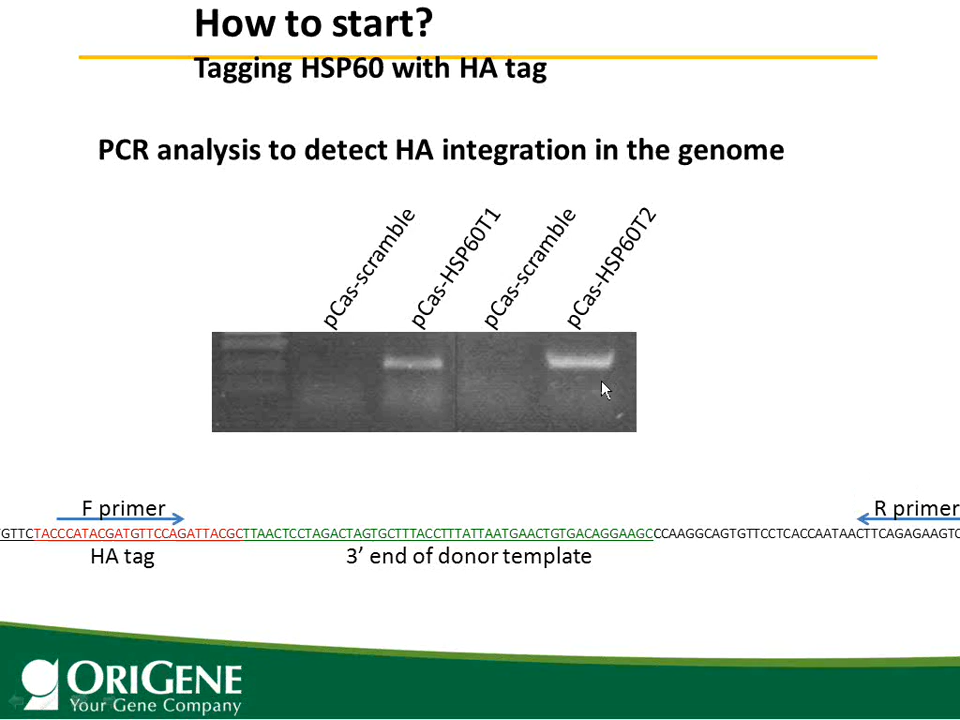 How to start?
Tagging HSP60 with HA tag
PCR analysis to detect HA integration in the genome
pCas-scramble
pCas-HSP60T1
pCas-scramble
pCas-HSP60T2
F primer
R primer
GTTCTACCCATACGATGTTCCAGATTACGCTTAACTCCTAGACTAGTGCTTTACCTTTATTAATGAACTGTGACAGGAAGCCCAAGGCAGTGTTCCTCACCAATAACTTCAGAGAAGTC
HA tag
3’ end of donor template
ORIGENE
Your Gene Company